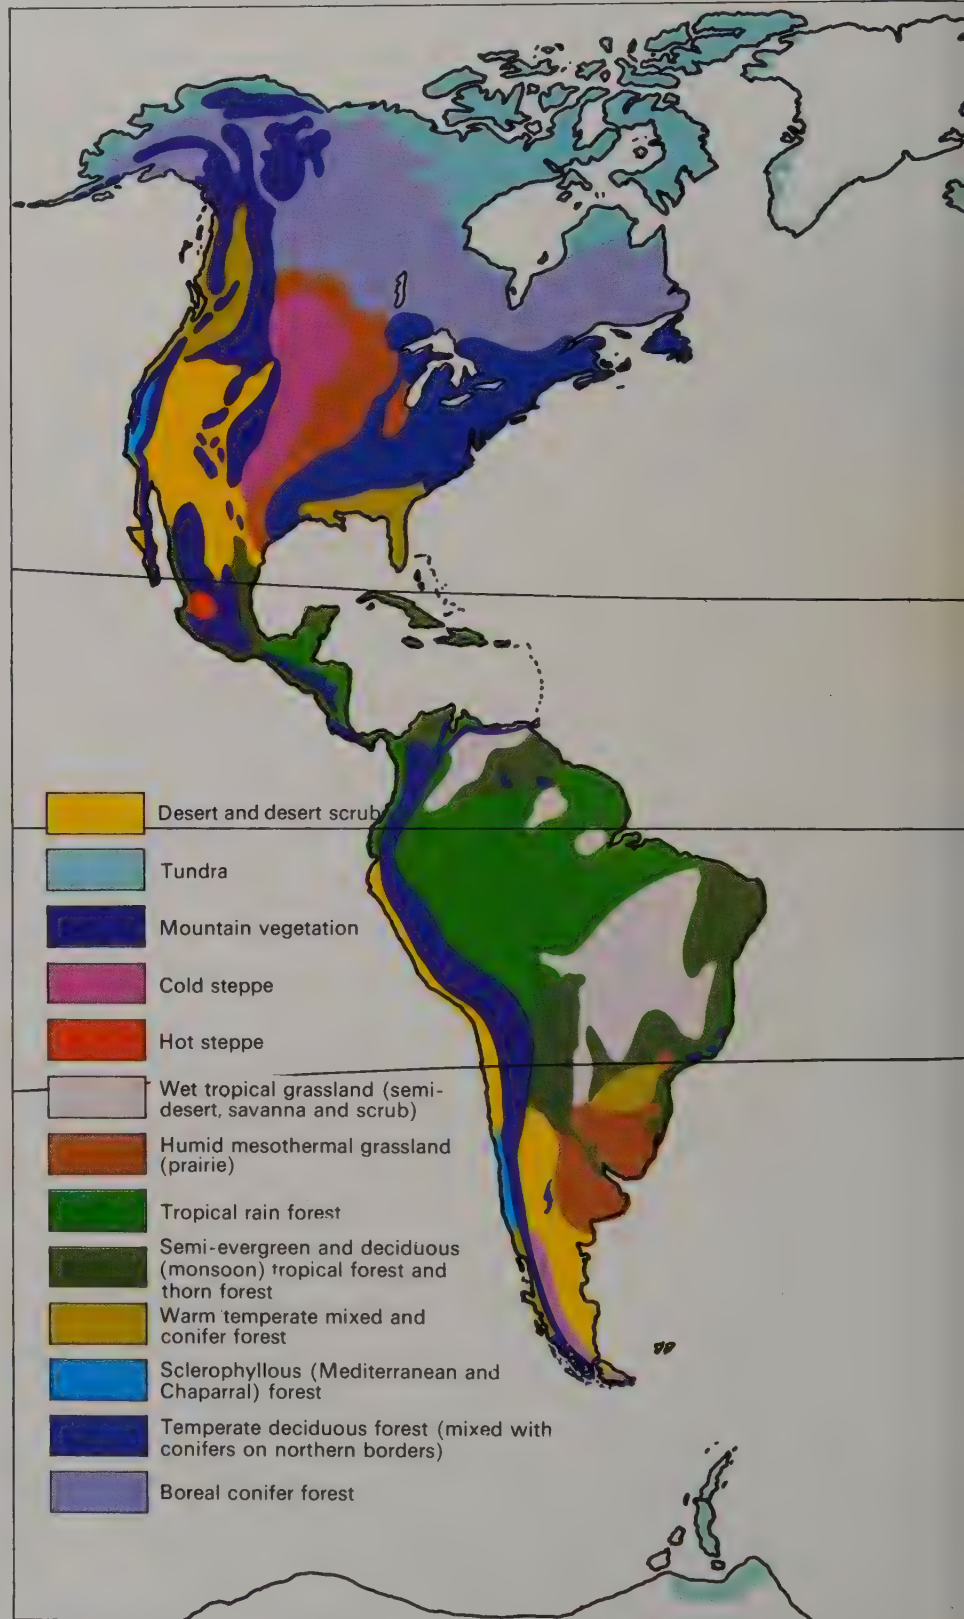 Desert and desert scrub
Tundra
Mountain vegetation
Cold steppe
Hot steppe
Wet tropical grassland (semi-
desert, savanna and scrub)
Humid mesothermal grassland
(prairie)
Tropical rain forest
Semi-evergreen and deciduous
(monsoon) tropical forest and
thorn forest
Warm temperate mixed and
conifer forest
Sclerophyllous (Mediterranean and
Chaparral) forest
Temperate deciduous forest (mixed with
conifers on northern borders)
Boreal conifer forest